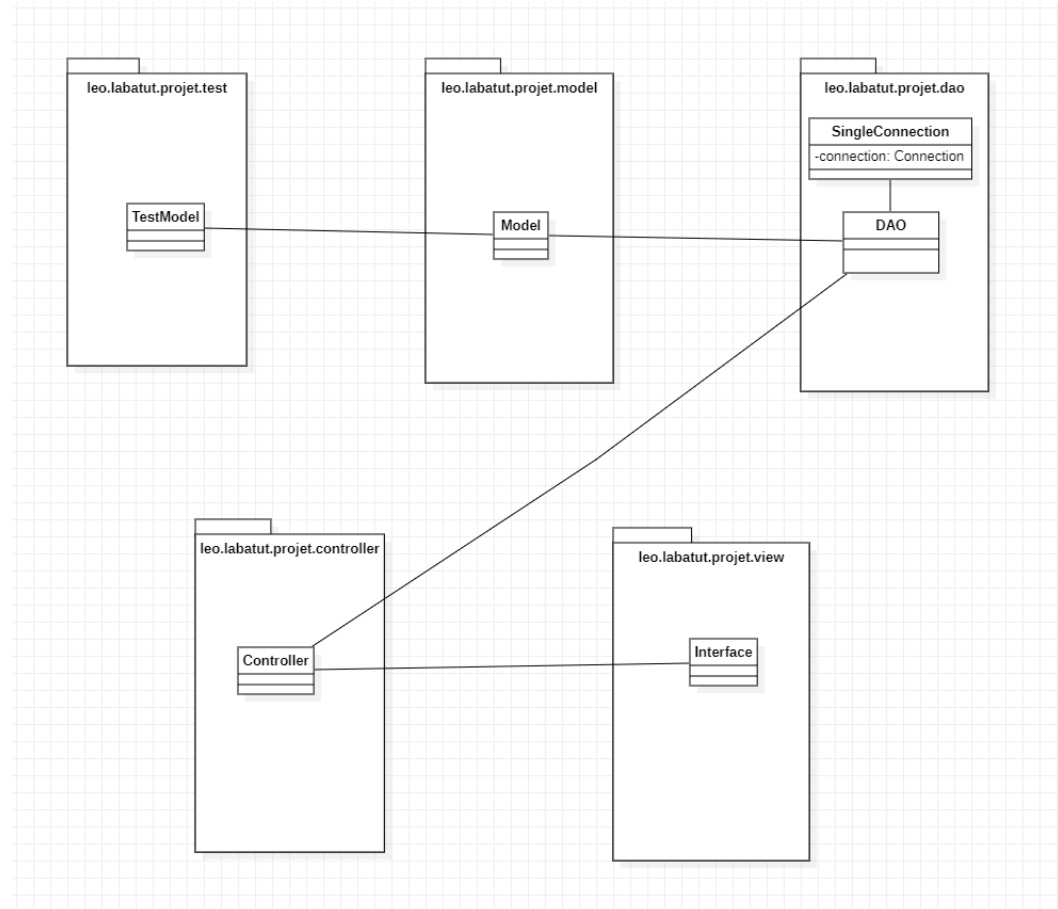 leo.labatut.projet.test
leo.labatut.projet.model
leo.labatut.projet.dao
SingleConnection
-connection: Connection
TestModel
Model
DAO
leo.labatut.projet.controller
leo.labatut.projet.view
Controller
Interface